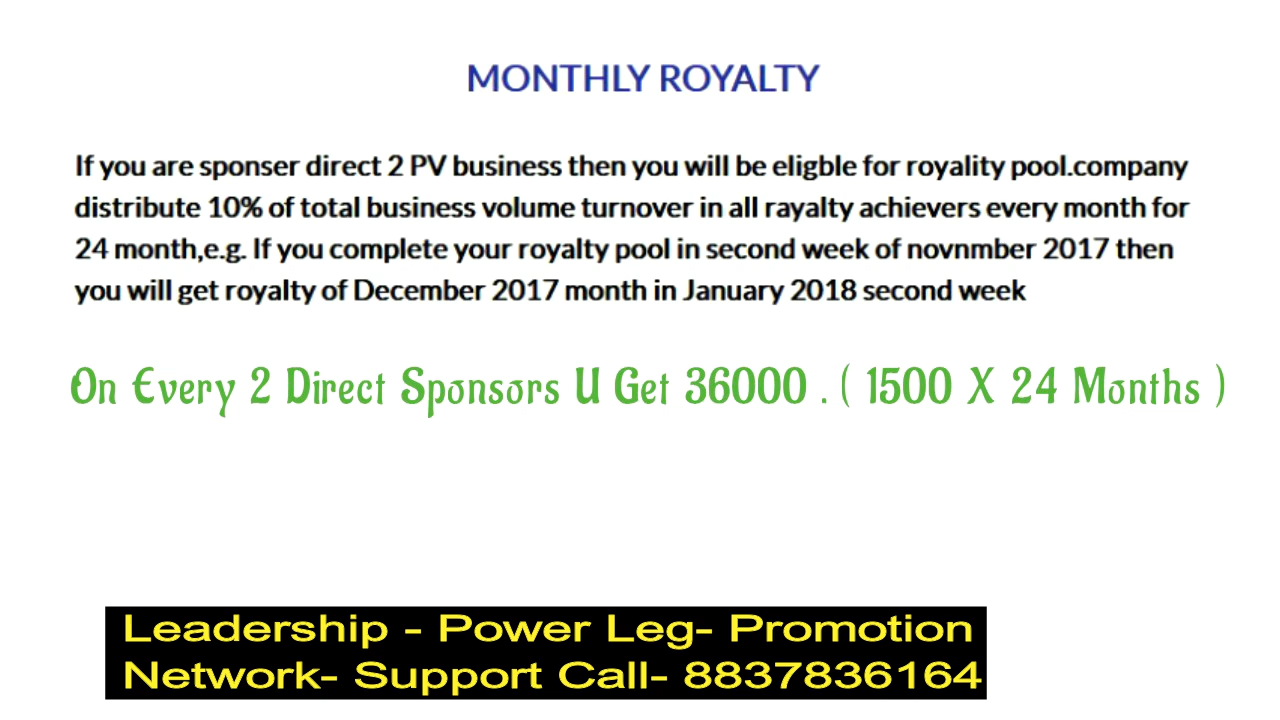 MONTHLY ROYALTY
If you are sponser direct 2 PV business then you will be eligble for royality pool.company
distribute 10% of total business volume turnover in all rayalty achievers every month for
24 month,e.g. If you complete your royalty pool in second week of novnmber 2017 then
you will get royalty of December 2017 month in January 2018 second week
On Every 2 Direct Sponsors U Get 36000 . ( 1500 X 24 Months )
Leadership - Power Leg- Promotion
Network- Support Call- 8837836164